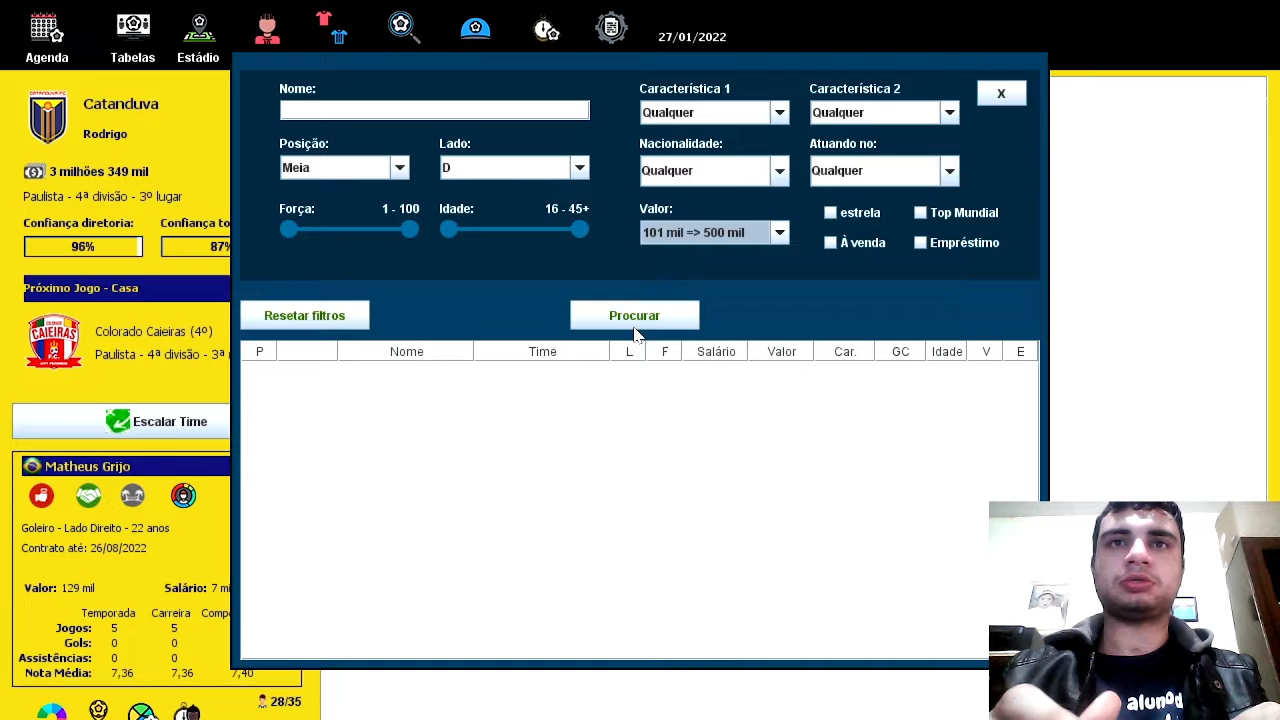 Agenda
Tabelas
Estádio
27/01/2022
CATANDUVA FC
Catanduva
Rodrigo
3 milhões 349 mil
Paulista - 4ª divisão - 3º lugar
Confiança diretoria:
Confiança to
96%
87%
Próximo Jogo - Casa
CAIEIRAS
Colorado Caieiras (4º)
Paulista - 4ª divisão - 3ª r
Escalar Time
Matheus Grijo
Goleiro - Lado Direito - 22 anos
Contrato até: 26/08/2022
Valor: 129 mil
Salário: 7 mi
Temporada Carreira Compe
Jogos: 5 5
Gols: 0 0
Assistências: 0 0
Nota Média: 7,36 7,36 7,40
28/35
Nome:
Característica 1
Característica 2
X
Qualquer
Qualquer
Posição:
Lado:
Nacionalidade:
Atuando no:
Meia
D
Qualquer
Qualquer
Força: 1 - 100
Idade: 16 - 45+
Valor:
101 mil => 500 mil
estrela
Top Mundial
À venda
Empréstimo
Resetar filtros
Procurar
P Nome Time L F Salário Valor Car. GC Idade V E
alunod